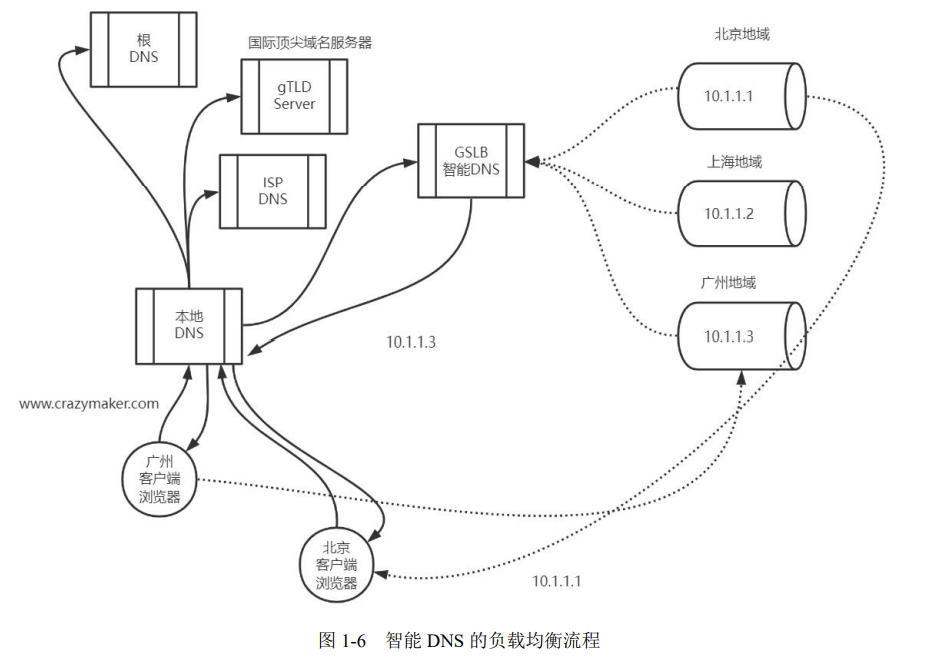 根
DNS
国际顶尖域名服务器
gTLD
Server
ISP
DNS
GSLB
智能DNS
北京地域
10.1.1.1
上海地域
10.1.1.2
广州地域
10.1.1.3
本地
DNS
10.1.1.3
www.crazymaker.com
广州
客户端
浏览器
北京
客户端
浏览器
10.1.1.1
图 1-6 智能 DNS 的负载均衡流程